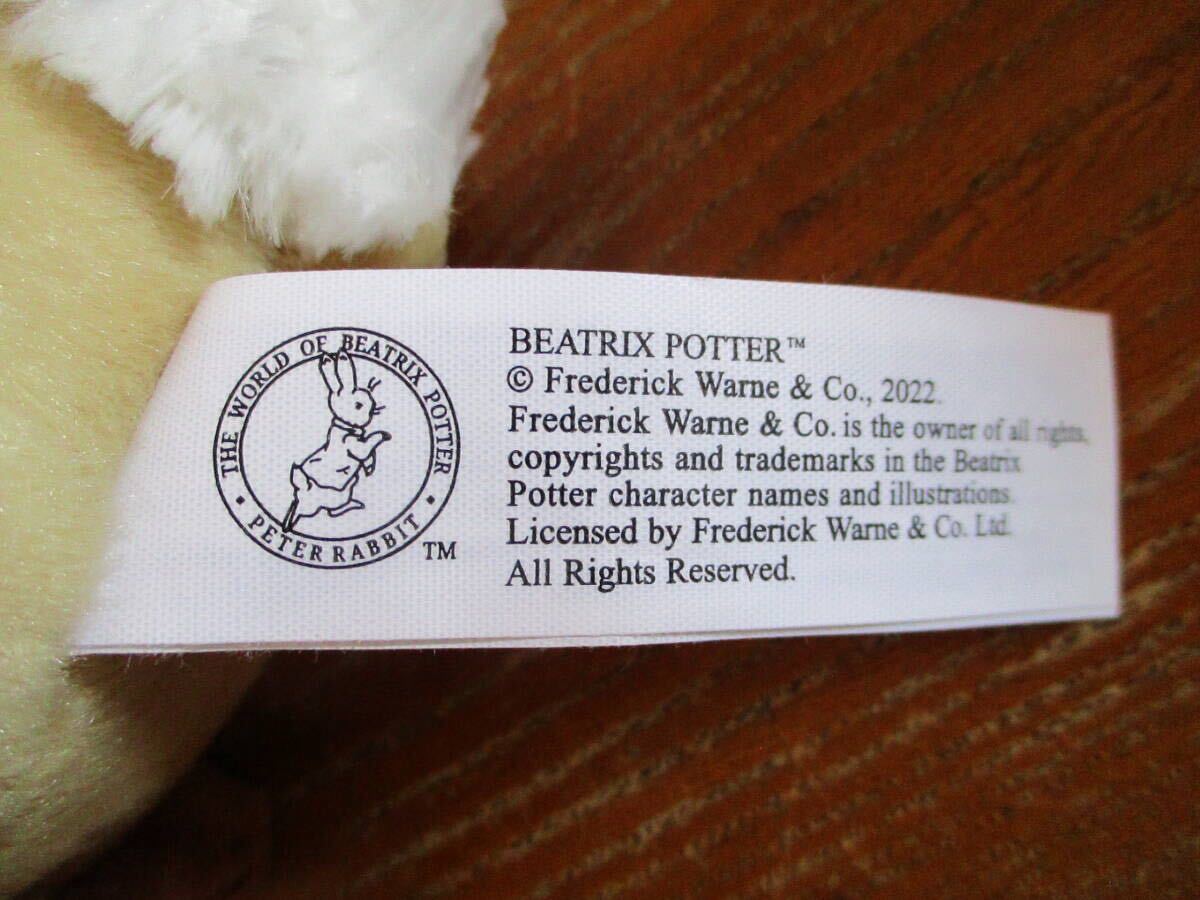 THE WORLD OF BEATRIX POTTER
• PETER RABBIT •
TM
BEATRIX POTTER™
© Frederick Warne & Co., 2022.
Frederick Warne & Co. is the owner of all rights,
copyrights and trademarks in the Beatrix
Potter character names and illustrations.
Licensed by Frederick Warne & Co. Ltd.
All Rights Reserved.